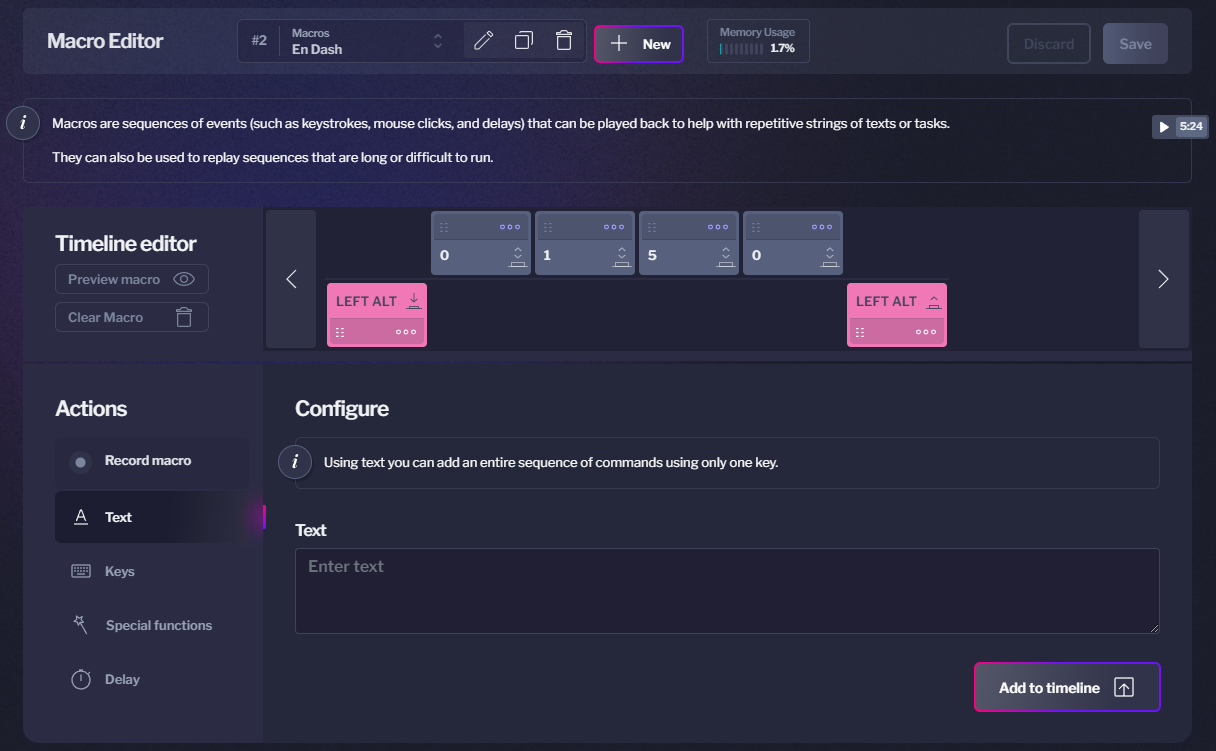 Macro Editor
#2
Macros
En Dash
New
Memory Usage
1.7%
Discard
Save
i
Macros are sequences of events (such as keystrokes, mouse clicks, and delays) that can be played back to help with repetitive strings of texts or tasks.
They can also be used to replay sequences that are long or difficult to run.
5:24
Timeline editor
Preview macro
Clear Macro
0
1
5
0
LEFT ALT
LEFT ALT
Actions
Record macro
Text
Keys
Special functions
Delay
Configure
i
Using text you can add an entire sequence of commands using only one key.
Text
Enter text
Add to timeline